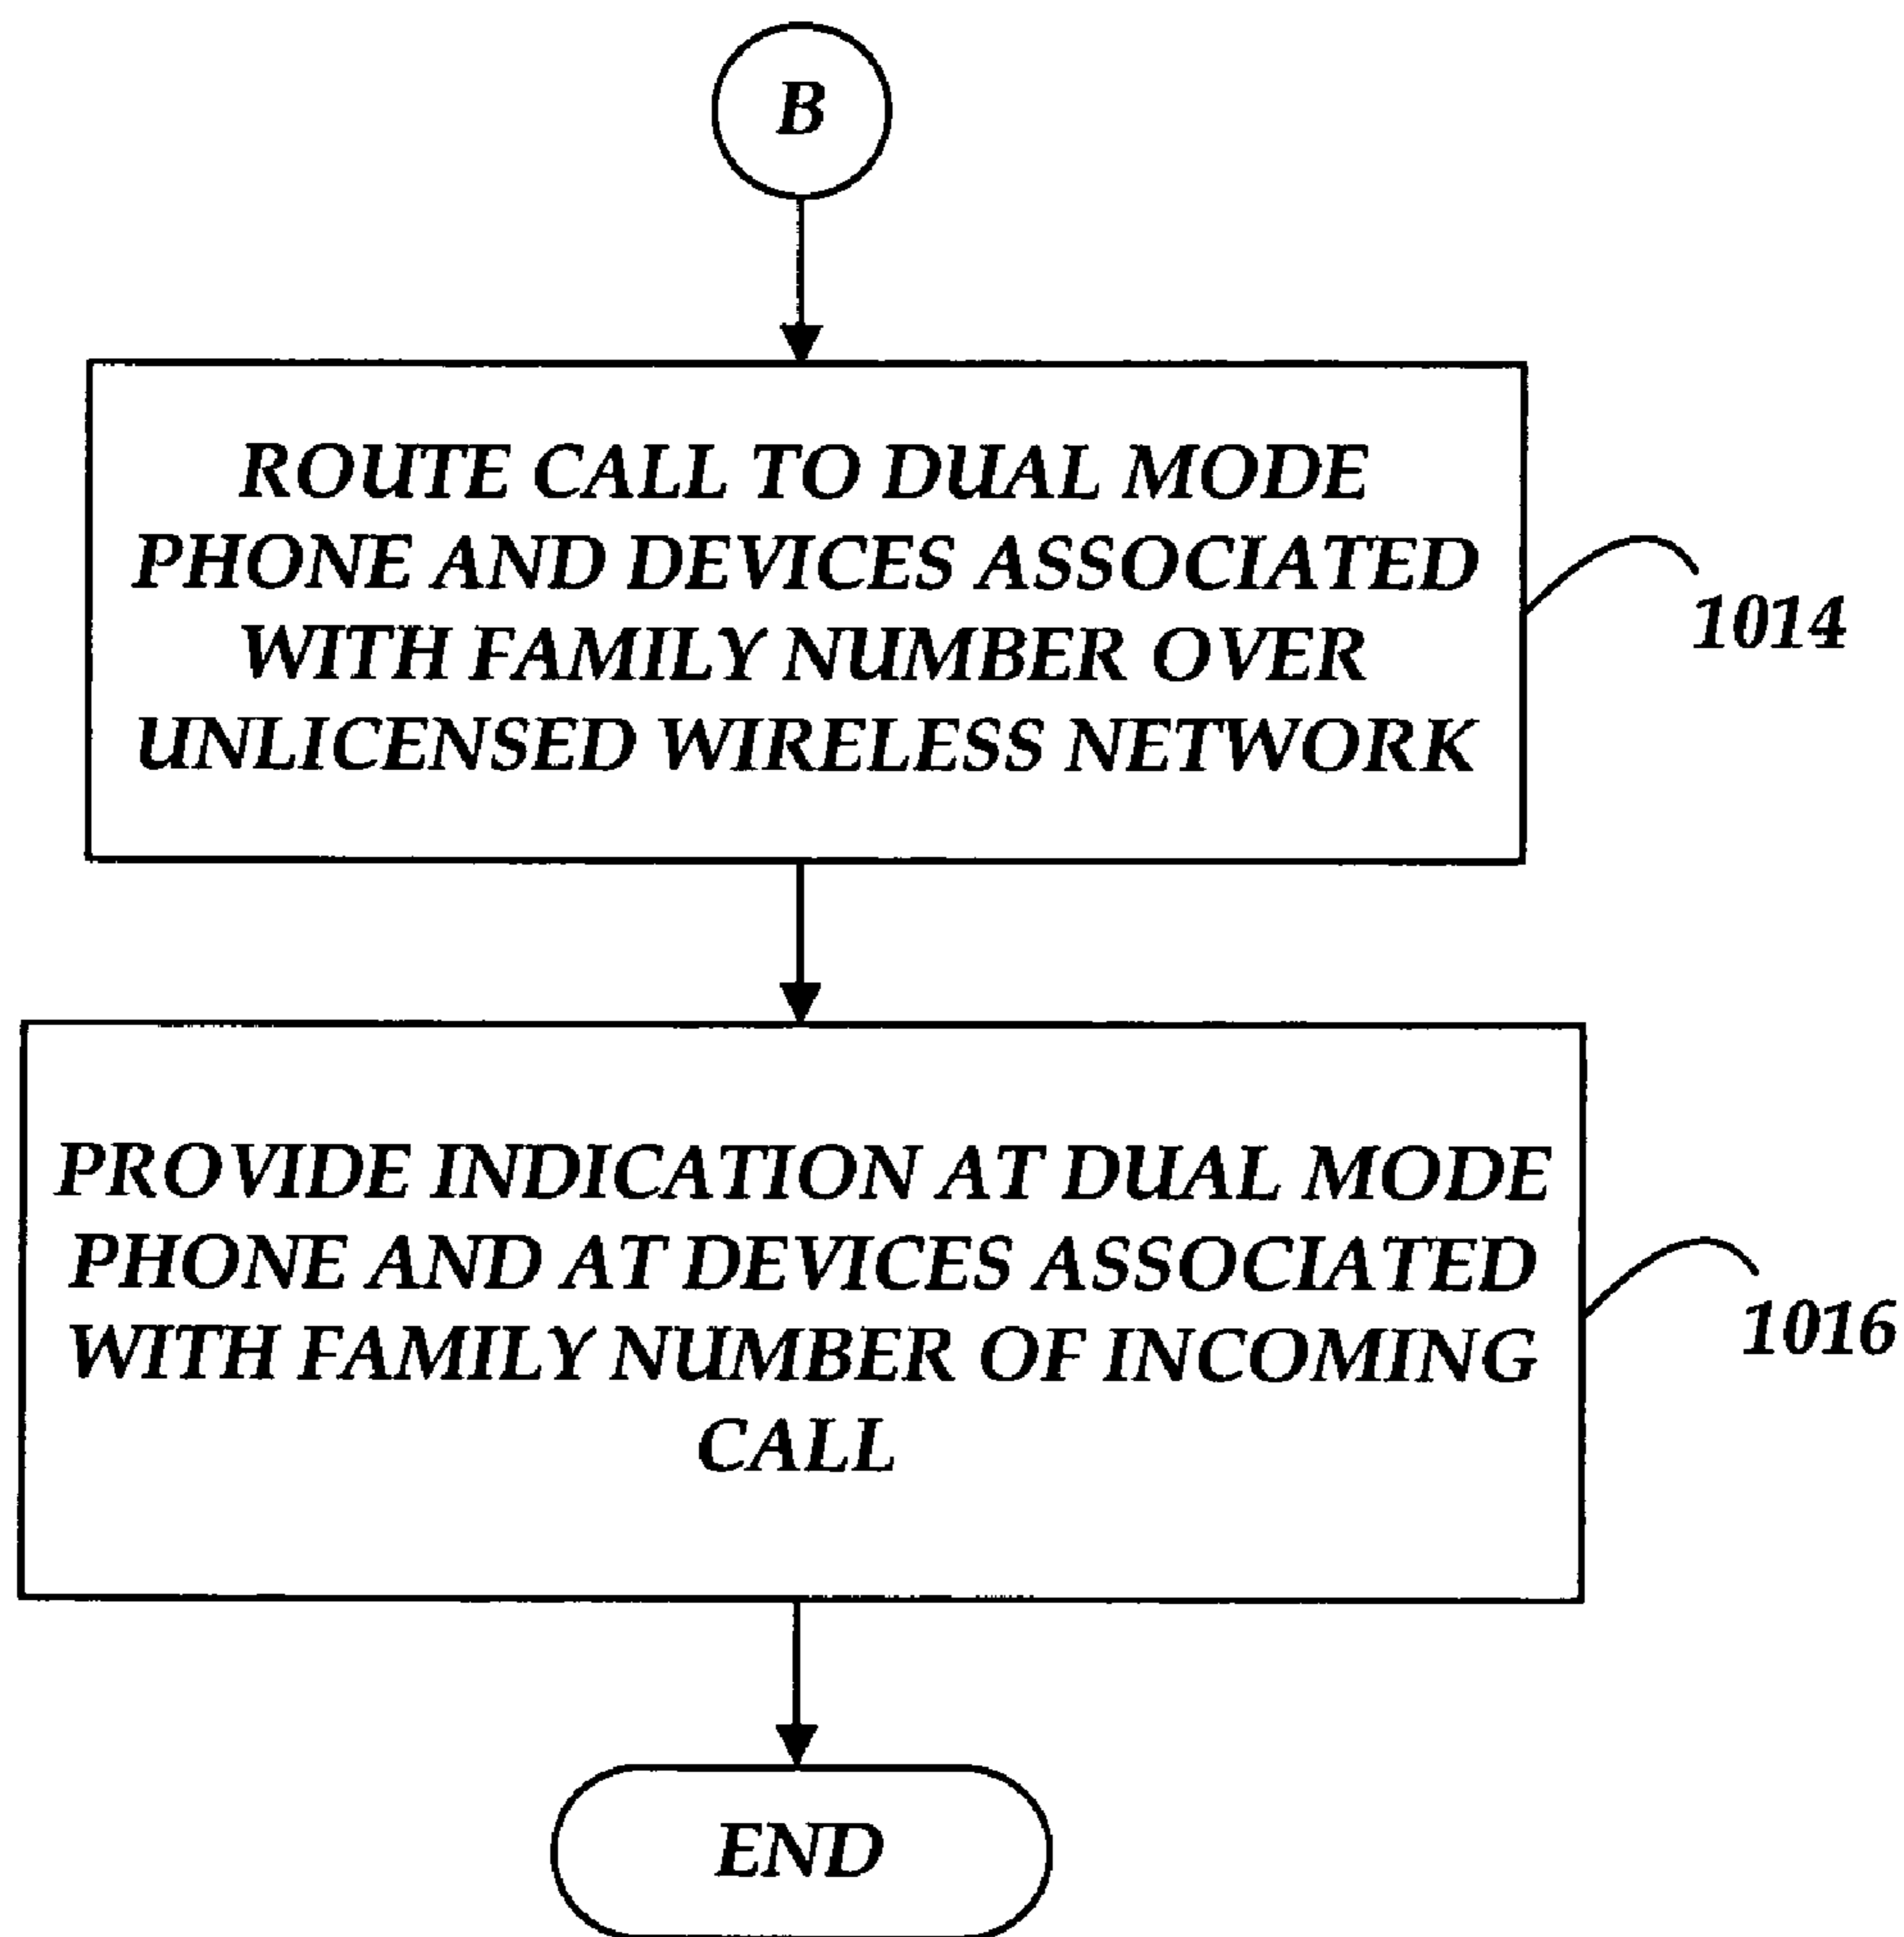 B
ROUTE CALL TO DUAL MODE
PHONE AND DEVICES ASSOCIATED
WITH FAMILY NUMBER OVER
UNLICENSED WIRELESS NETWORK
1014
PROVIDE INDICATION AT DUAL MODE
PHONE AND AT DEVICES ASSOCIATED
WITH FAMILY NUMBER OF INCOMING
CALL
1016
END